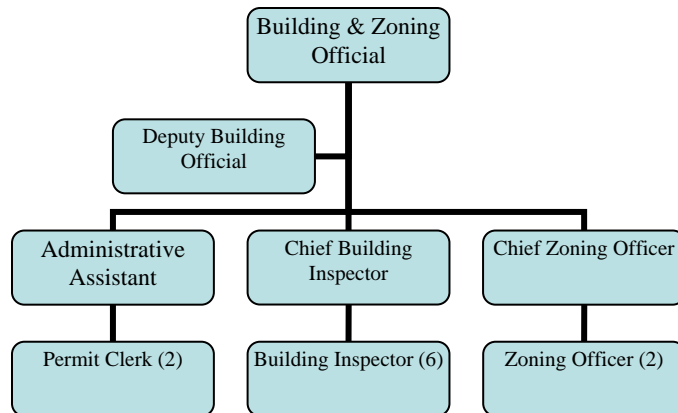 Building & Zoning
Official
Deputy Building
Official
Administrative
Assistant
Chief Building
Inspector
Chief Zoning Officer
Permit Clerk (2)
Building Inspector (6)
Zoning Officer (2)